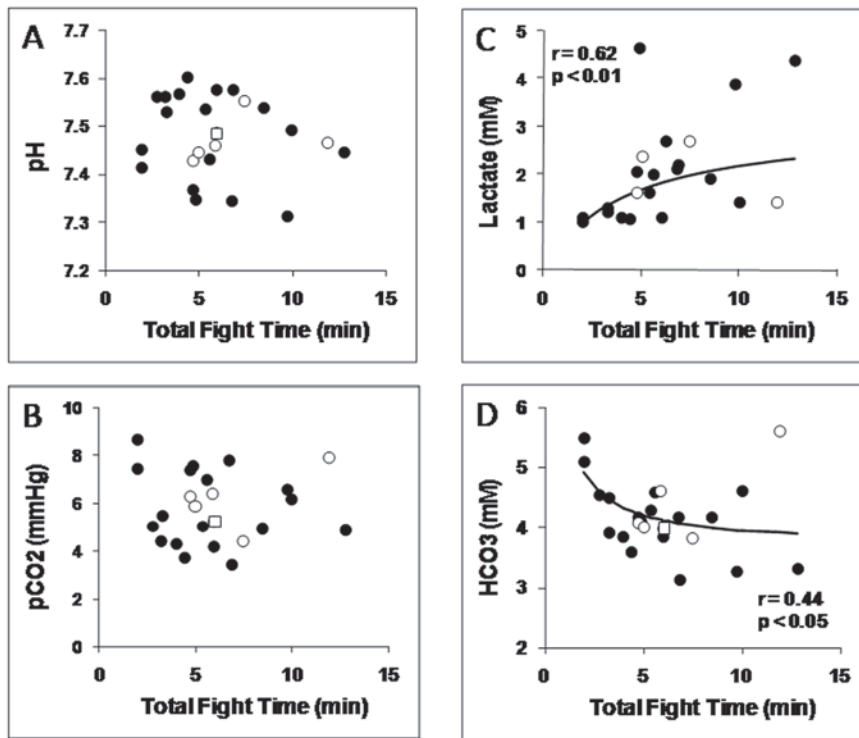 A
7.7
7.6
7.5
7.4
7.3
7.2
pH
0 5 10 15
Total Fight Time (min)
C
r = 0.62
p < 0.01
5
4
3
2
1
0
Lactate (mM)
0 5 10 15
Total Fight Time (min)
B
10
8
6
4
2
0
pCO2 (mmHg)
0 5 10 15
Total Fight Time (min)
D
6
5
4
3
2
HCO3 (mM)
r = 0.44
p < 0.05
0 5 10 15
Total Fight Time (min)